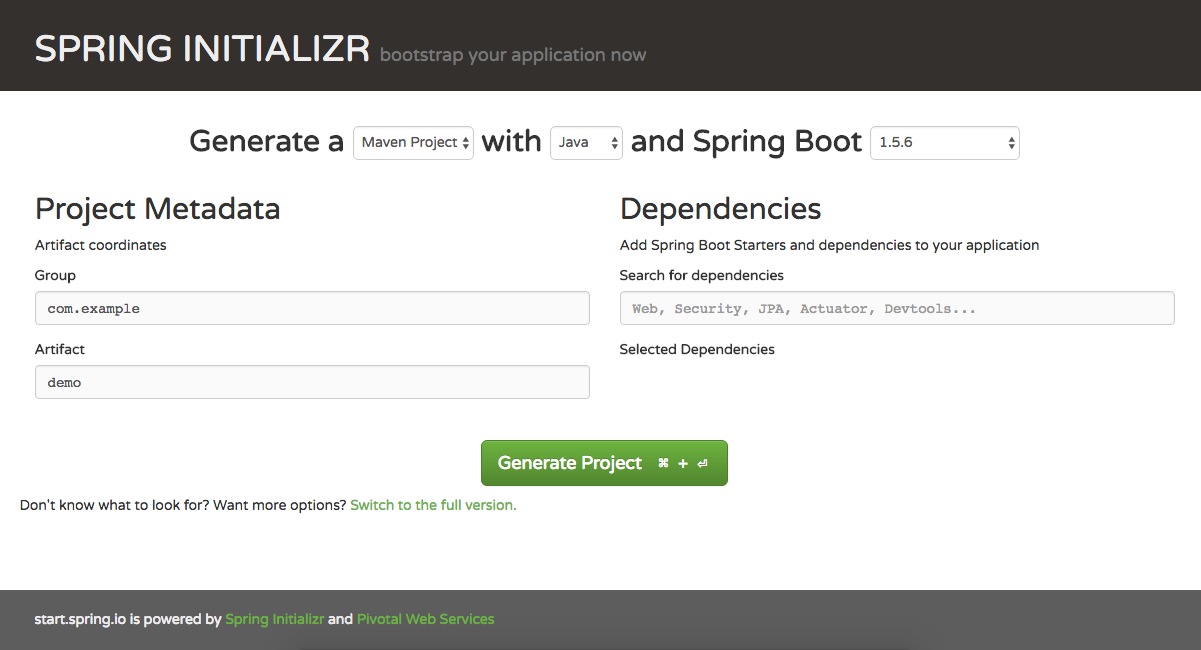 SPRING INITIALIZR bootstrap your application now
Generate a Maven Project with Java and Spring Boot 1.5.6
Project Metadata
Artifact coordinates
Group
com.example
Artifact
demo
Dependencies
Add Spring Boot Starters and dependencies to your application
Search for dependencies
Web, Security, JPA, Actuator, Devtools...
Selected Dependencies
Generate Project ⌘ + ⏎
Don't know what to look for? Want more options? Switch to the full version.
start.spring.io is powered by Spring Initializr and Pivotal Web Services